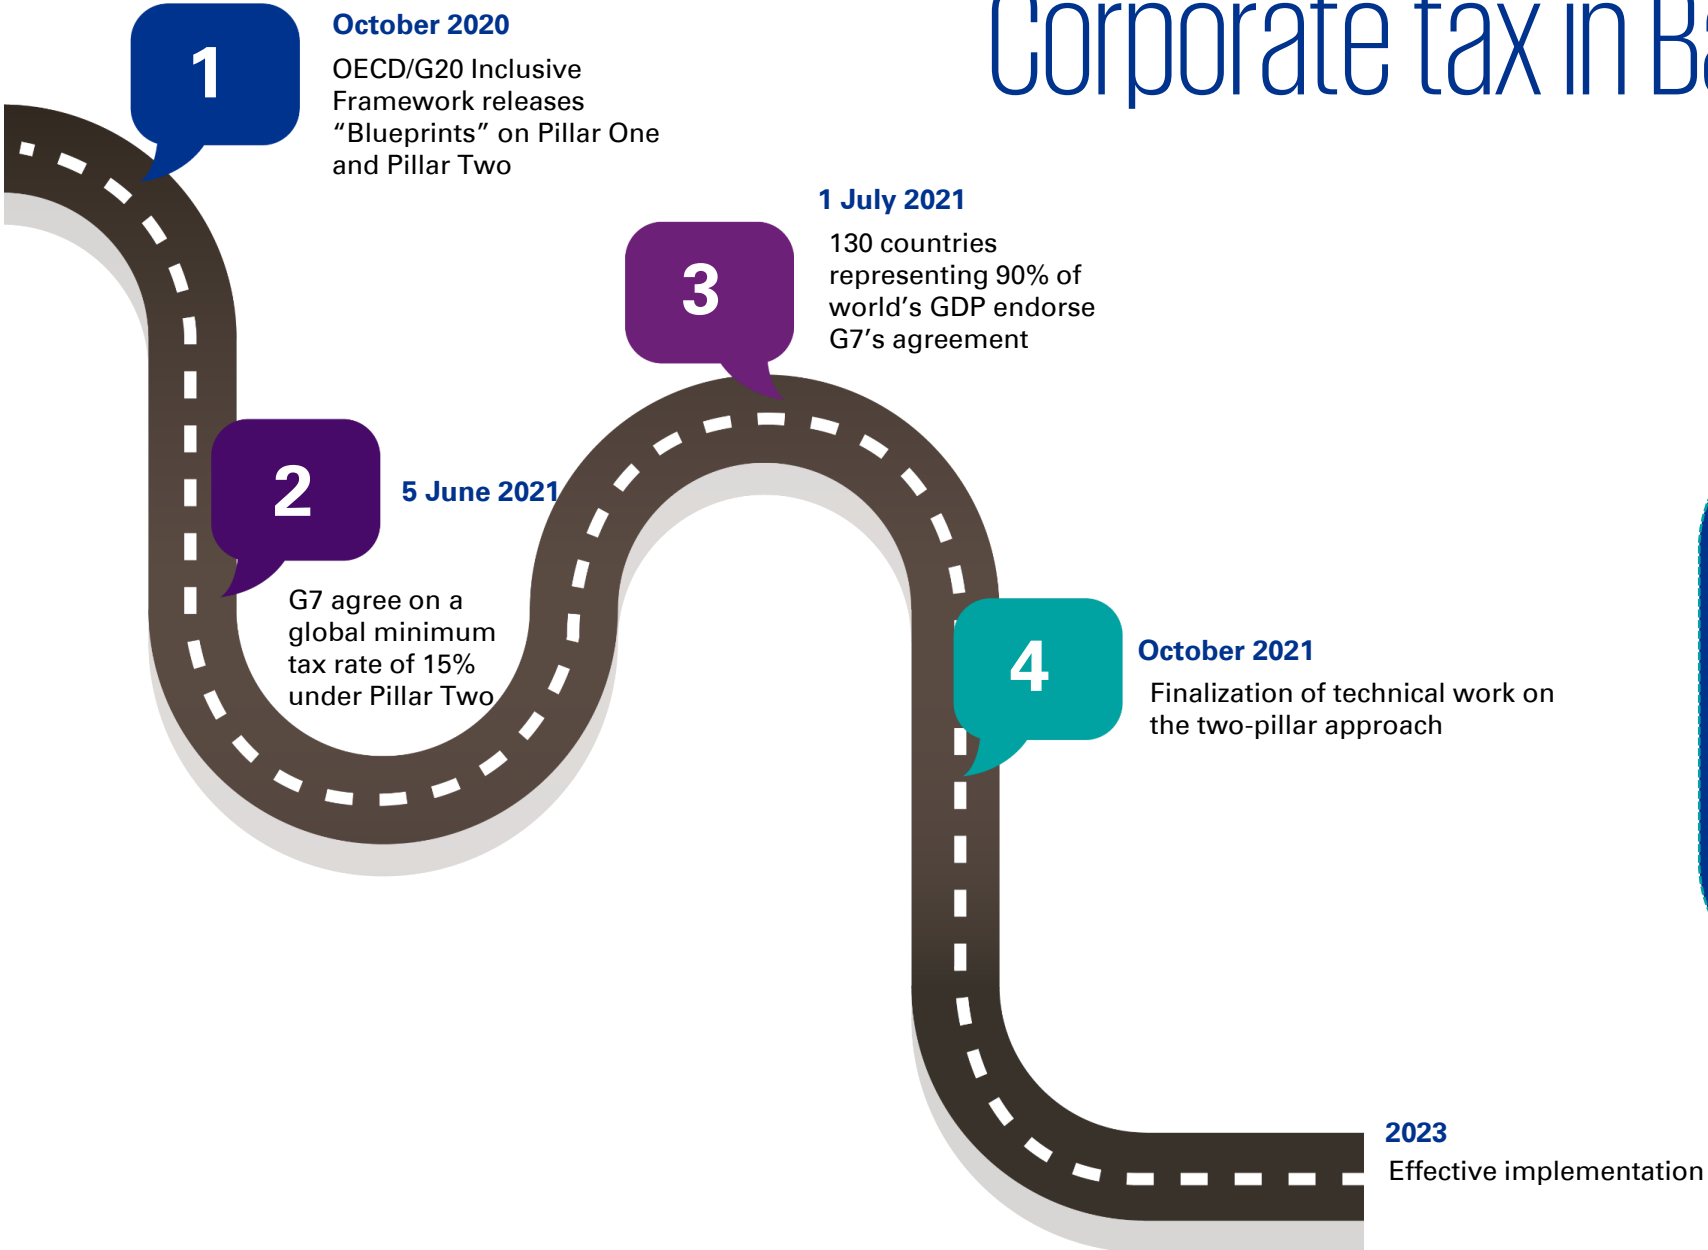 Corporate tax in
1
October 2020
OECD/G20 Inclusive
Framework releases
“Blueprints” on Pillar One
and Pillar Two
2
5 June 2021
G7 agree on a
global minimum
tax rate of 15%
under Pillar Two
3
1 July 2021
130 countries
representing 90% of
world’s GDP endorse
G7’s agreement
4
October 2021
Finalization of technical work on
the two-pillar approach
2023
Effective implementation